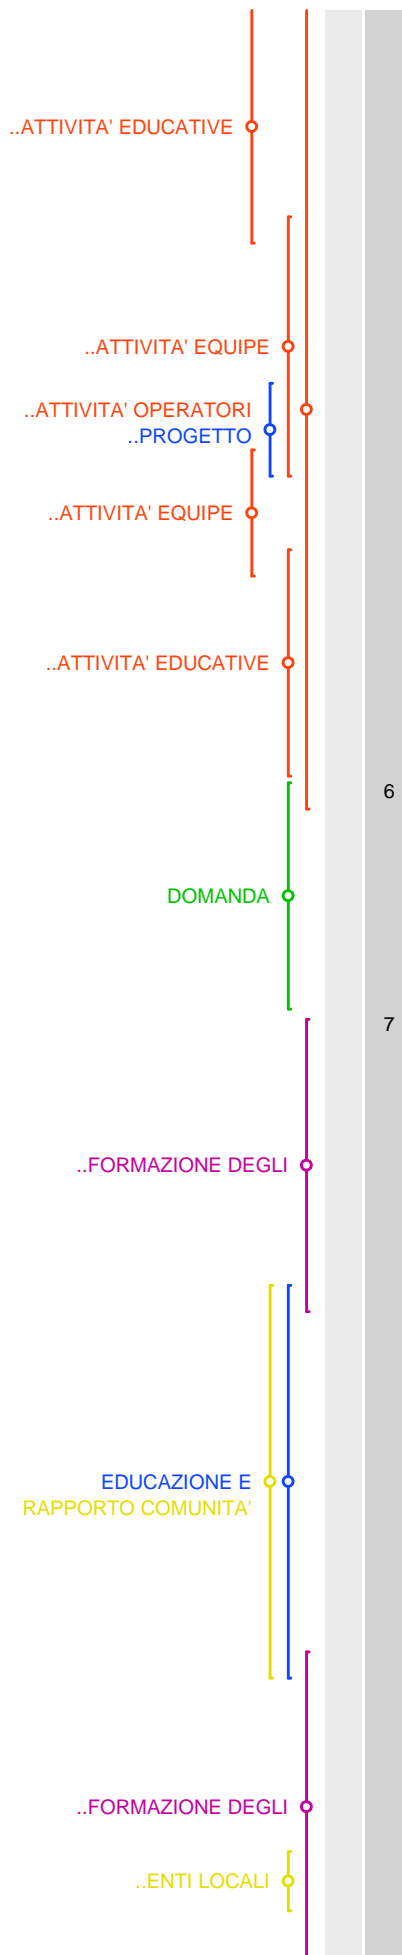 ..ATTIVITA' EDUCATIVE
..ATTIVITA' EQUIPE
..ATTIVITA' OPERATORI
..PROGETTO
..ATTIVITA' EQUIPE
..ATTIVITA' EDUCATIVE
6
DOMANDA
7
..FORMAZIONE DEGLI
EDUCAZIONE E
RAPPORTO COMUNITA'
..FORMAZIONE DEGLI
..ENTI LOCALI